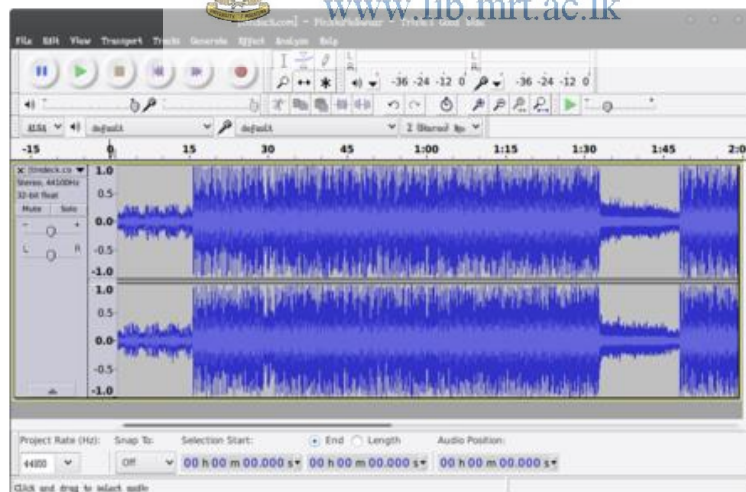 www.lib.mrt.ac.lk
File Edit View Transport Tracks Generate Effect Analyze Help
L
R
L
R
-36 -24 -12 0 -36 -24 -12 0
ALSA default default 2 (Stereo)
-15 0 15 30 45 1:00 1:15 1:30 1:45 2:0
Stereo, 44100Hz
32-bit float
Mute Solo
- +
L R
1.0
0.5
0.0
-0.5
-1.0
1.0
0.5
0.0
-0.5
-1.0
Project Rate (Hz): Snap To: Selection Start: End Length Audio Position:
44100 Off 00 h 00 m 00.000 s 00 h 00 m 00.000 s 00 h 00 m 00.000 s
Click and drag to select audio